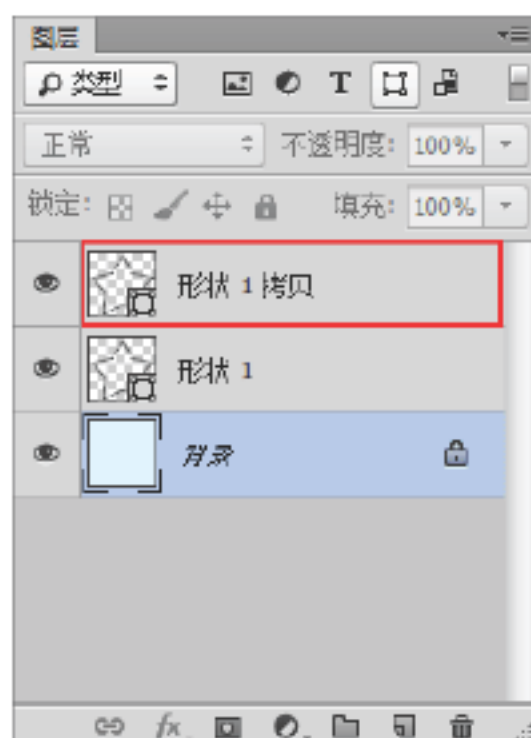 图层
类型 T
正常 不透明度: 100%
锁定: 填充: 100%
形状 1 拷贝
形状 1
背景
fx